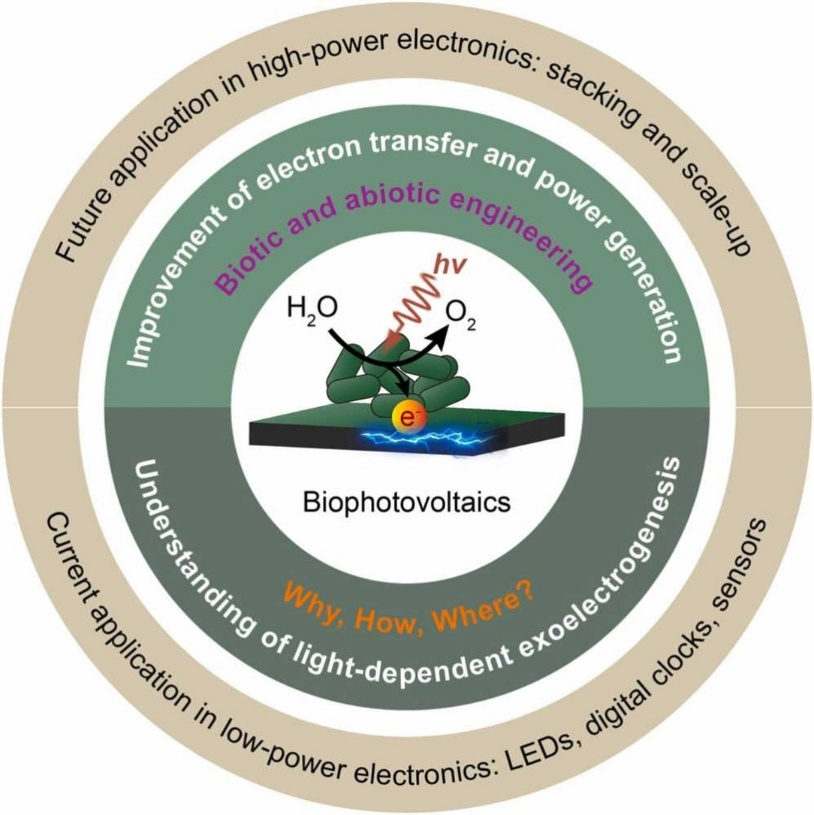 Future application in high-power electronics: stacking and scale-up
Improvement of electron transfer and power generation
Biotic and abiotic engineering
hν
H₂O
O₂
e⁻
Biophotovoltaics
Why, How, Where?
Understanding of light-dependent exoelectrogenesis
Current application in low-power electronics: LEDs, digital clocks, sensors